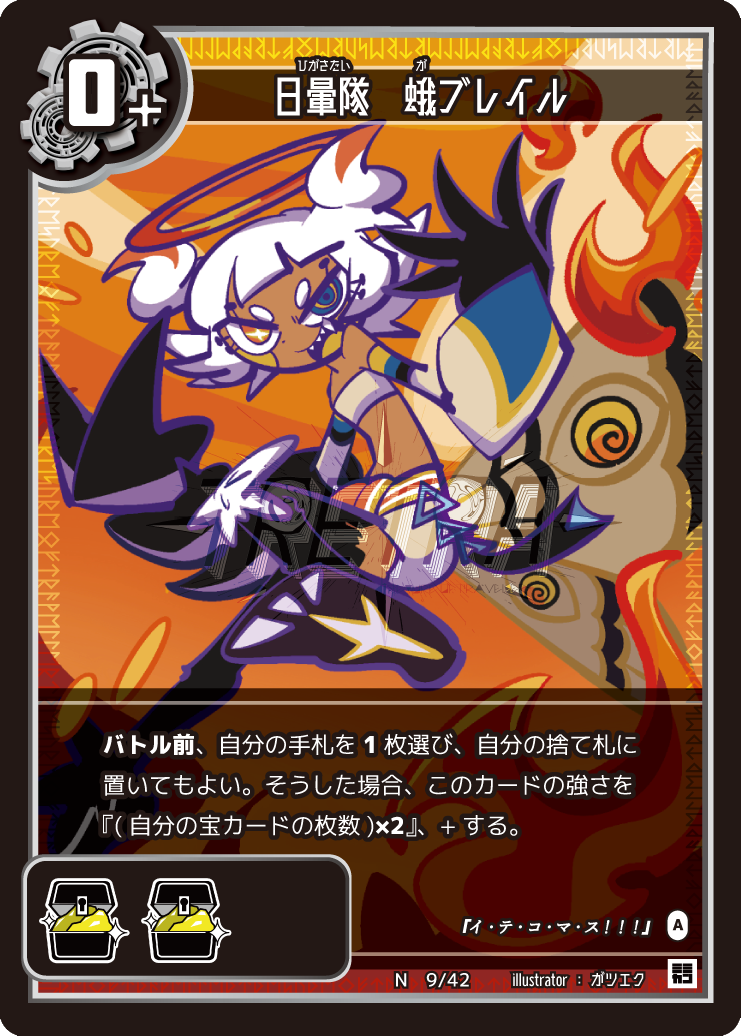 0+
ひがさたい　が
日暈隊　蛾ブレイル
バトル前、自分の手札を1枚選び、自分の捨て札に
置いてもよい。そうした場合、このカードの強さを
『(自分の宝カードの枚数)×2』、+する。
『イ・テ・コ・マ・ス！！！』 A
N 9/42 illustrator : ガツエク